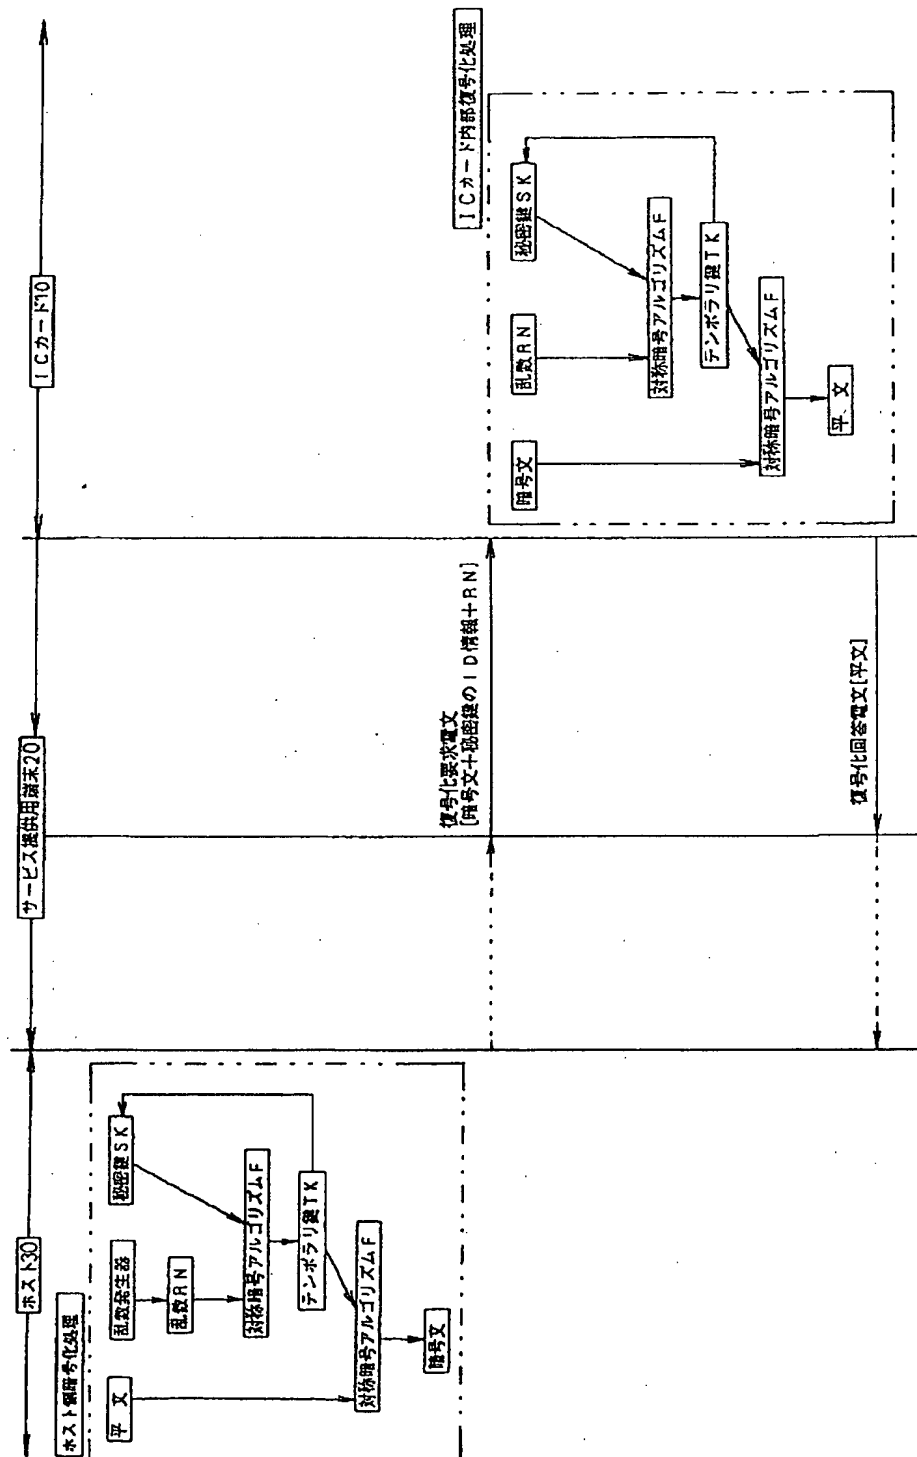 ホスト30
サービス提供用端末20
ICカード10
ホスト側暗号化処理
平 文
乱数発生器
秘密鍵SK
乱数RN
対称暗号アルゴリズムF
テンポラリ鍵TK
対称暗号アルゴリズムF
暗号文
復号化要求電文
[暗号文+秘密鍵のID情報+RN]
ICカード内部復号化処理
暗号文
乱数RN
秘密鍵SK
対称暗号アルゴリズムF
テンポラリ鍵TK
対称暗号アルゴリズムF
平 文
復号化回答電文[平文]